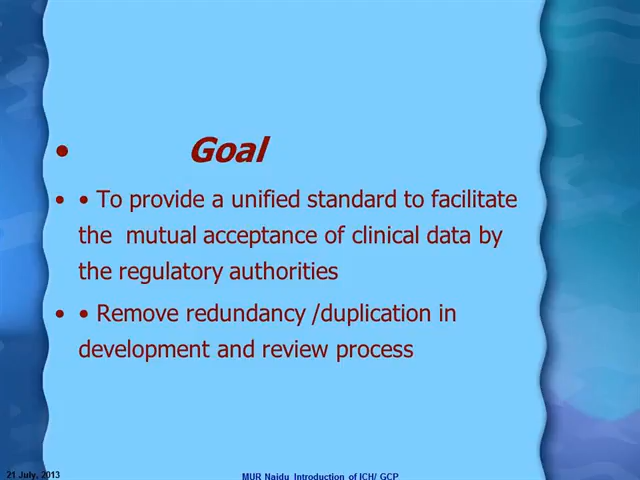 • Goal
• • To provide a unified standard to facilitate
the mutual acceptance of clinical data by
the regulatory authorities
• • Remove redundancy /duplication in
development and review process
21 July, 2013
MUR Naidu Introduction of ICH/ GCP